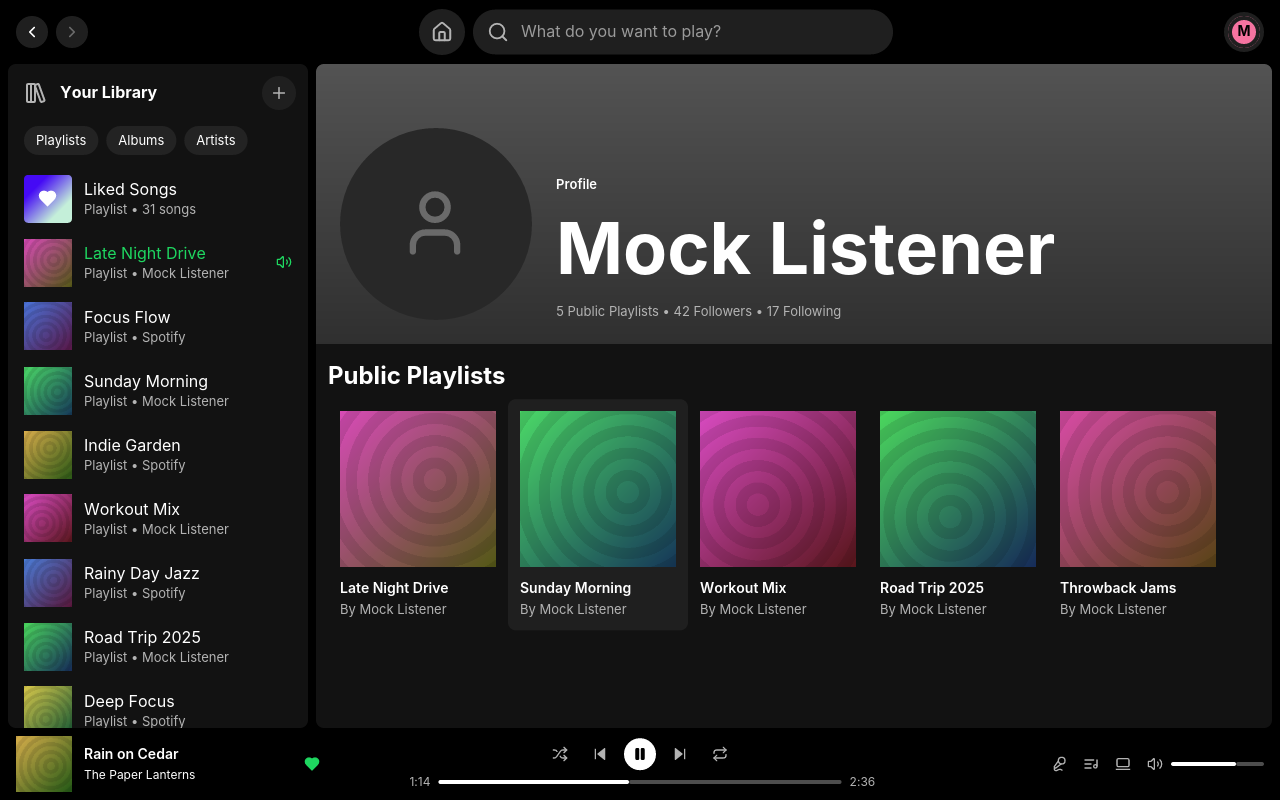 What do you want to play?
M
Your Library
Playlists
Albums
Artists
Liked Songs
Playlist • 31 songs
Late Night Drive
Playlist • Mock Listener
Focus Flow
Playlist • Spotify
Sunday Morning
Playlist • Mock Listener
Indie Garden
Playlist • Spotify
Workout Mix
Playlist • Mock Listener
Rainy Day Jazz
Playlist • Spotify
Road Trip 2025
Playlist • Mock Listener
Deep Focus
Playlist • Spotify
Profile
Mock Listener
5 Public Playlists • 42 Followers • 17 Following
Public Playlists
Late Night Drive
By Mock Listener
Sunday Morning
By Mock Listener
Workout Mix
By Mock Listener
Road Trip 2025
By Mock Listener
Throwback Jams
By Mock Listener
Rain on Cedar
The Paper Lanterns
1:14
2:36